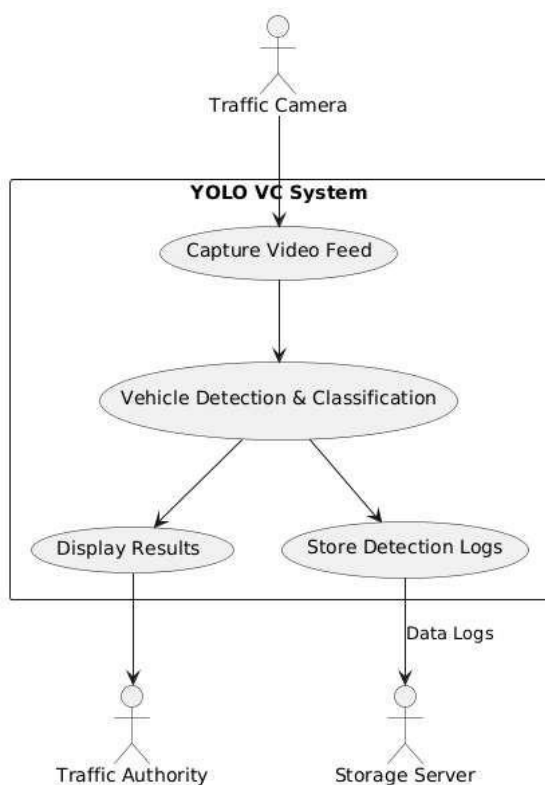 Traffic Camera
YOLO VC System
Capture Video Feed
Vehicle Detection & Classification
Display Results
Store Detection Logs
Data Logs
Traffic Authority
Storage Server